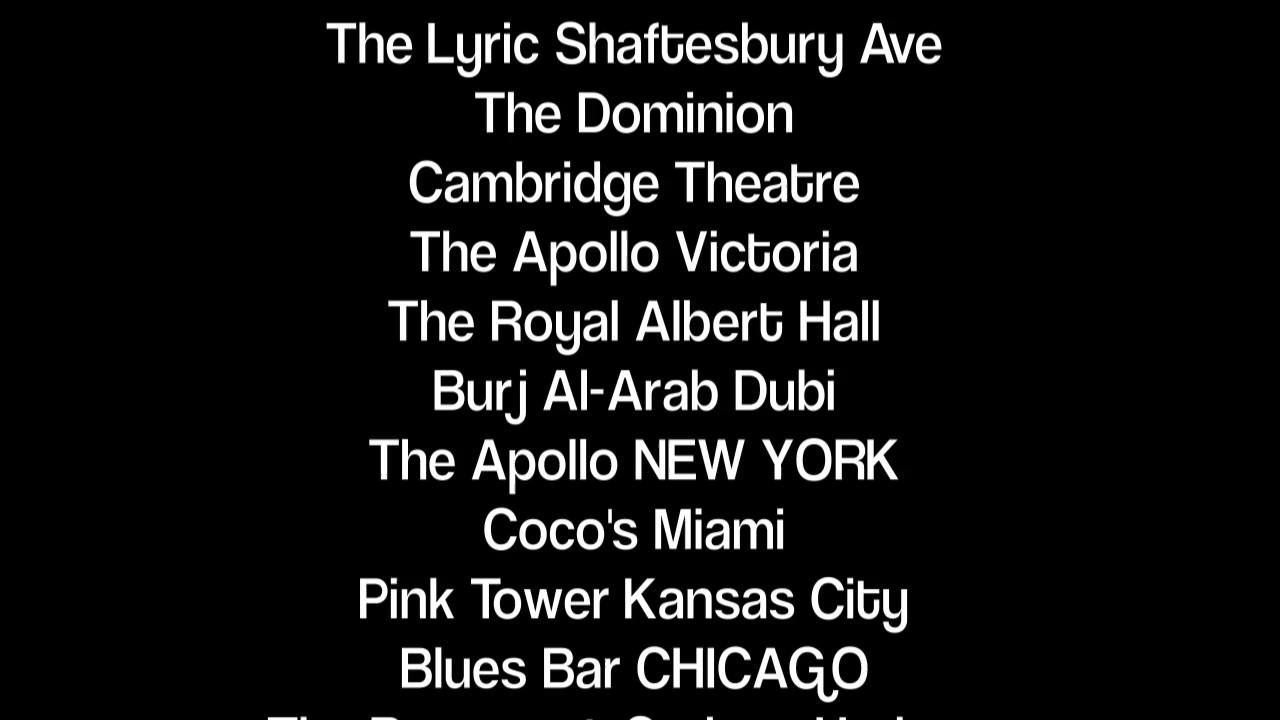 The Lyric Shaftesbury Ave
The Dominion
Cambridge Theatre
The Apollo Victoria
The Royal Albert Hall
Burj Al-Arab Dubi
The Apollo NEW YORK
Coco's Miami
Pink Tower Kansas City
Blues Bar CHICAGO
The